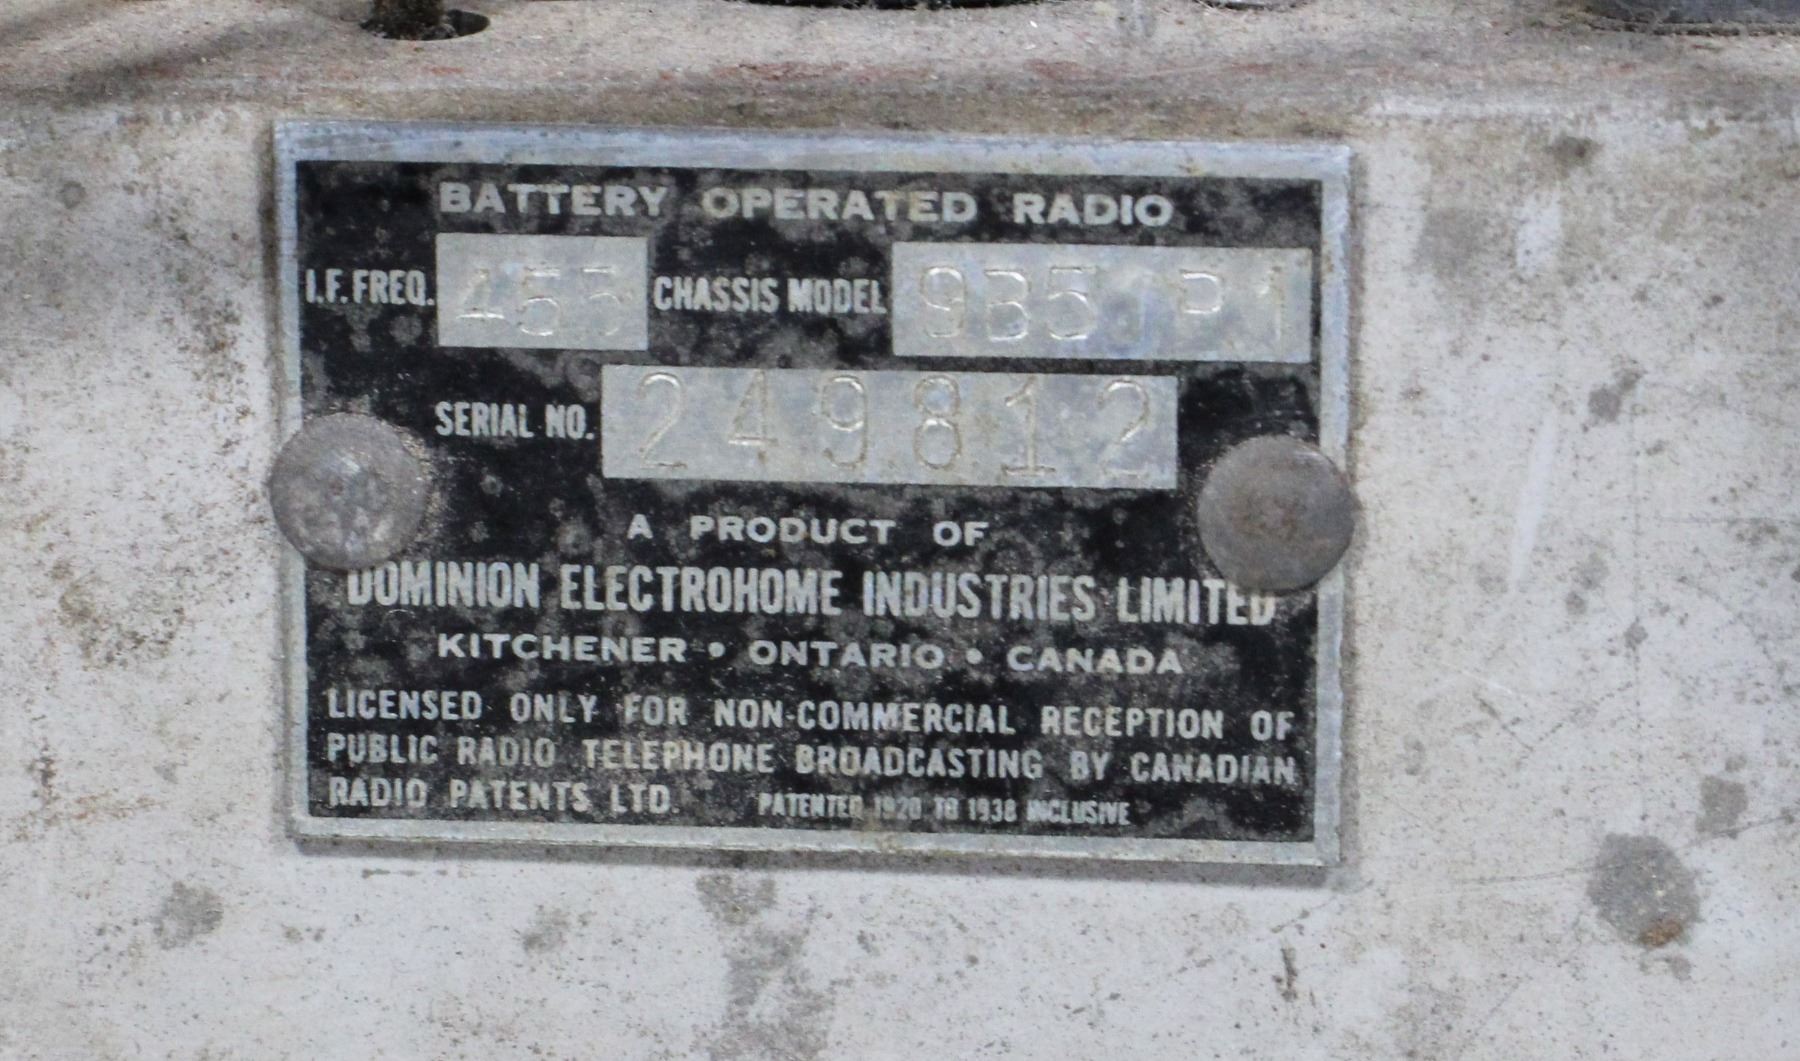 BATTERY OPERATED RADIO
I.F. FREQ. 455 CHASSIS MODEL 9B5 P1
SERIAL NO. 249812
A PRODUCT OF
DOMINION ELECTROHOME INDUSTRIES LIMITED
KITCHENER • ONTARIO • CANADA
LICENSED ONLY FOR NON-COMMERCIAL RECEPTION OF
PUBLIC RADIO TELEPHONE BROADCASTING BY CANADIAN
RADIO PATENTS LTD. PATENTED 1920 TO 1938 INCLUSIVE